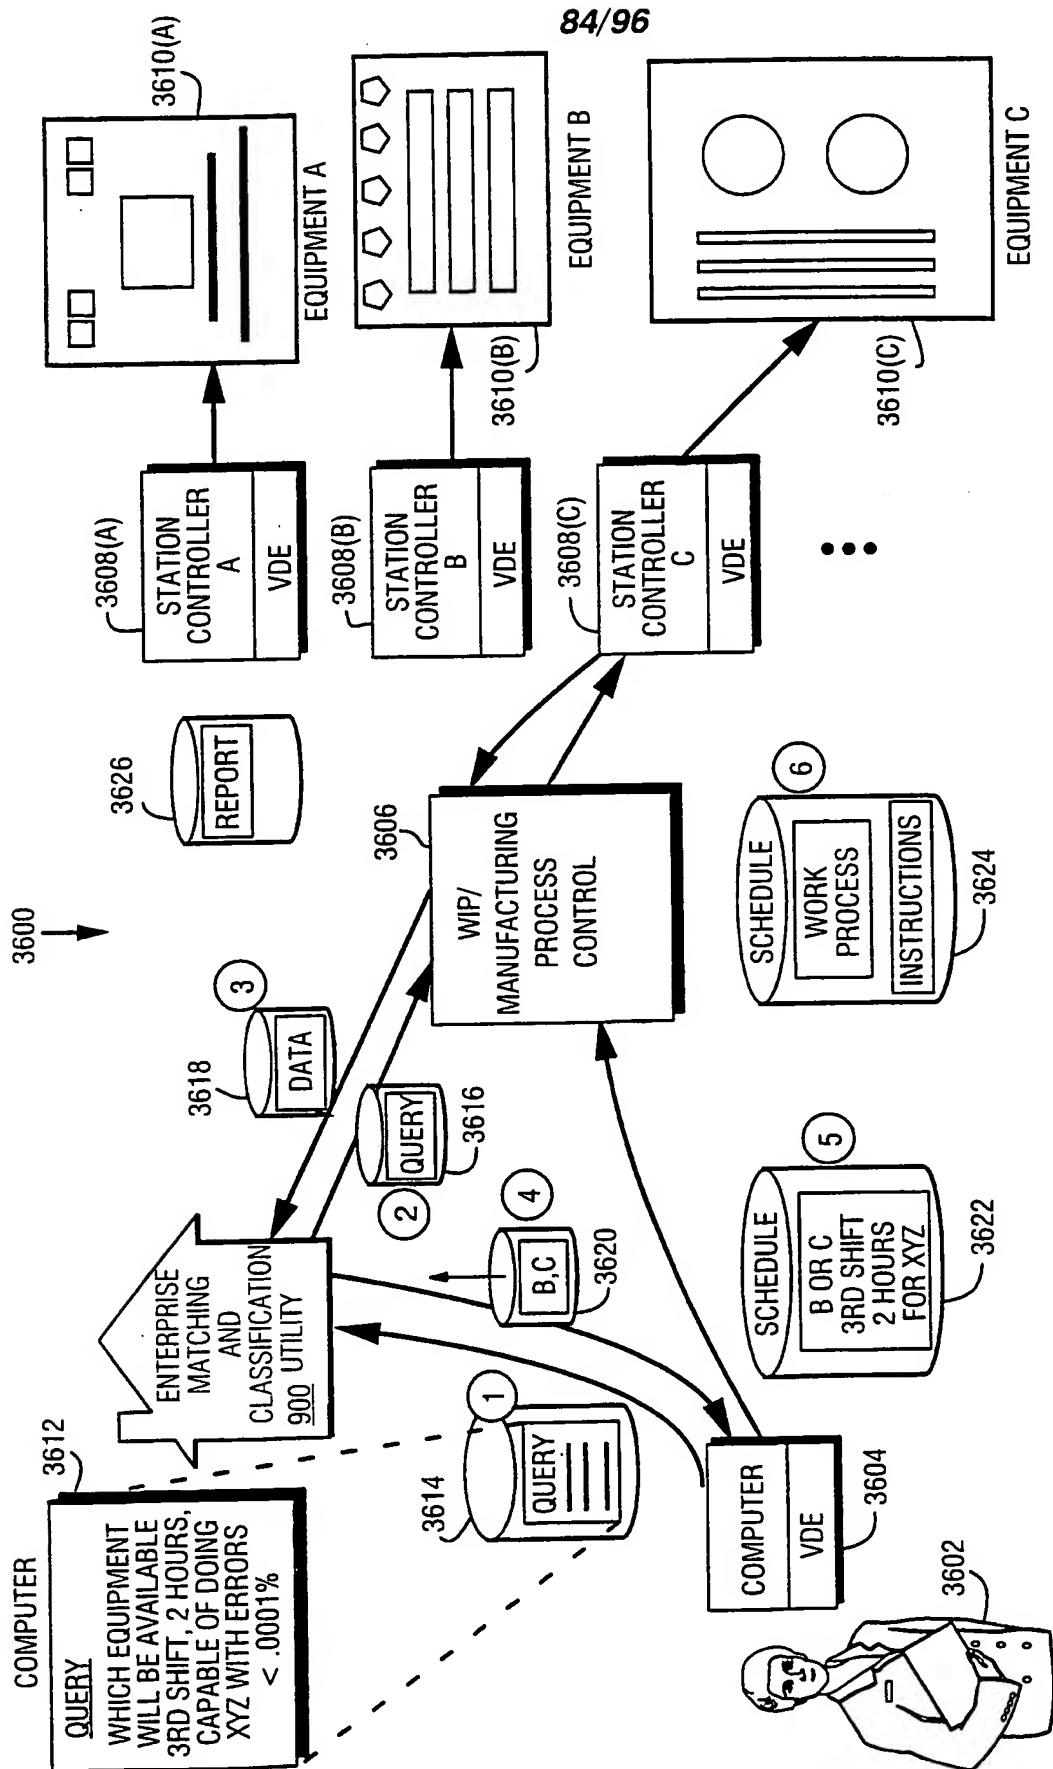 84/96
3600
COMPUTER
3612
QUERY
WHICH EQUIPMENT
WILL BE AVAILABLE
3RD SHIFT, 2 HOURS,
CAPABLE OF DOING
XYZ WITH ERRORS
< .0001%
ENTERPRISE
MATCHING
AND
CLASSIFICATION
900 UTILITY
3618
DATA
3
3626
REPORT
3608(A)
STATION
CONTROLLER
A
VDE
3610(A)
EQUIPMENT A
3614
QUERY
1
2
QUERY
3616
4
B,C
3620
3606
WIP/
MANUFACTURING
PROCESS
CONTROL
3608(B)
STATION
CONTROLLER
B
VDE
3610(B)
EQUIPMENT B
3608(C)
STATION
CONTROLLER
C
VDE
3610(C)
EQUIPMENT C
COMPUTER
VDE
3604
3602
SCHEDULE
5
B OR C
3RD SHIFT
2 HOURS
FOR XYZ
3622
SCHEDULE
6
WORK
PROCESS
INSTRUCTIONS
3624